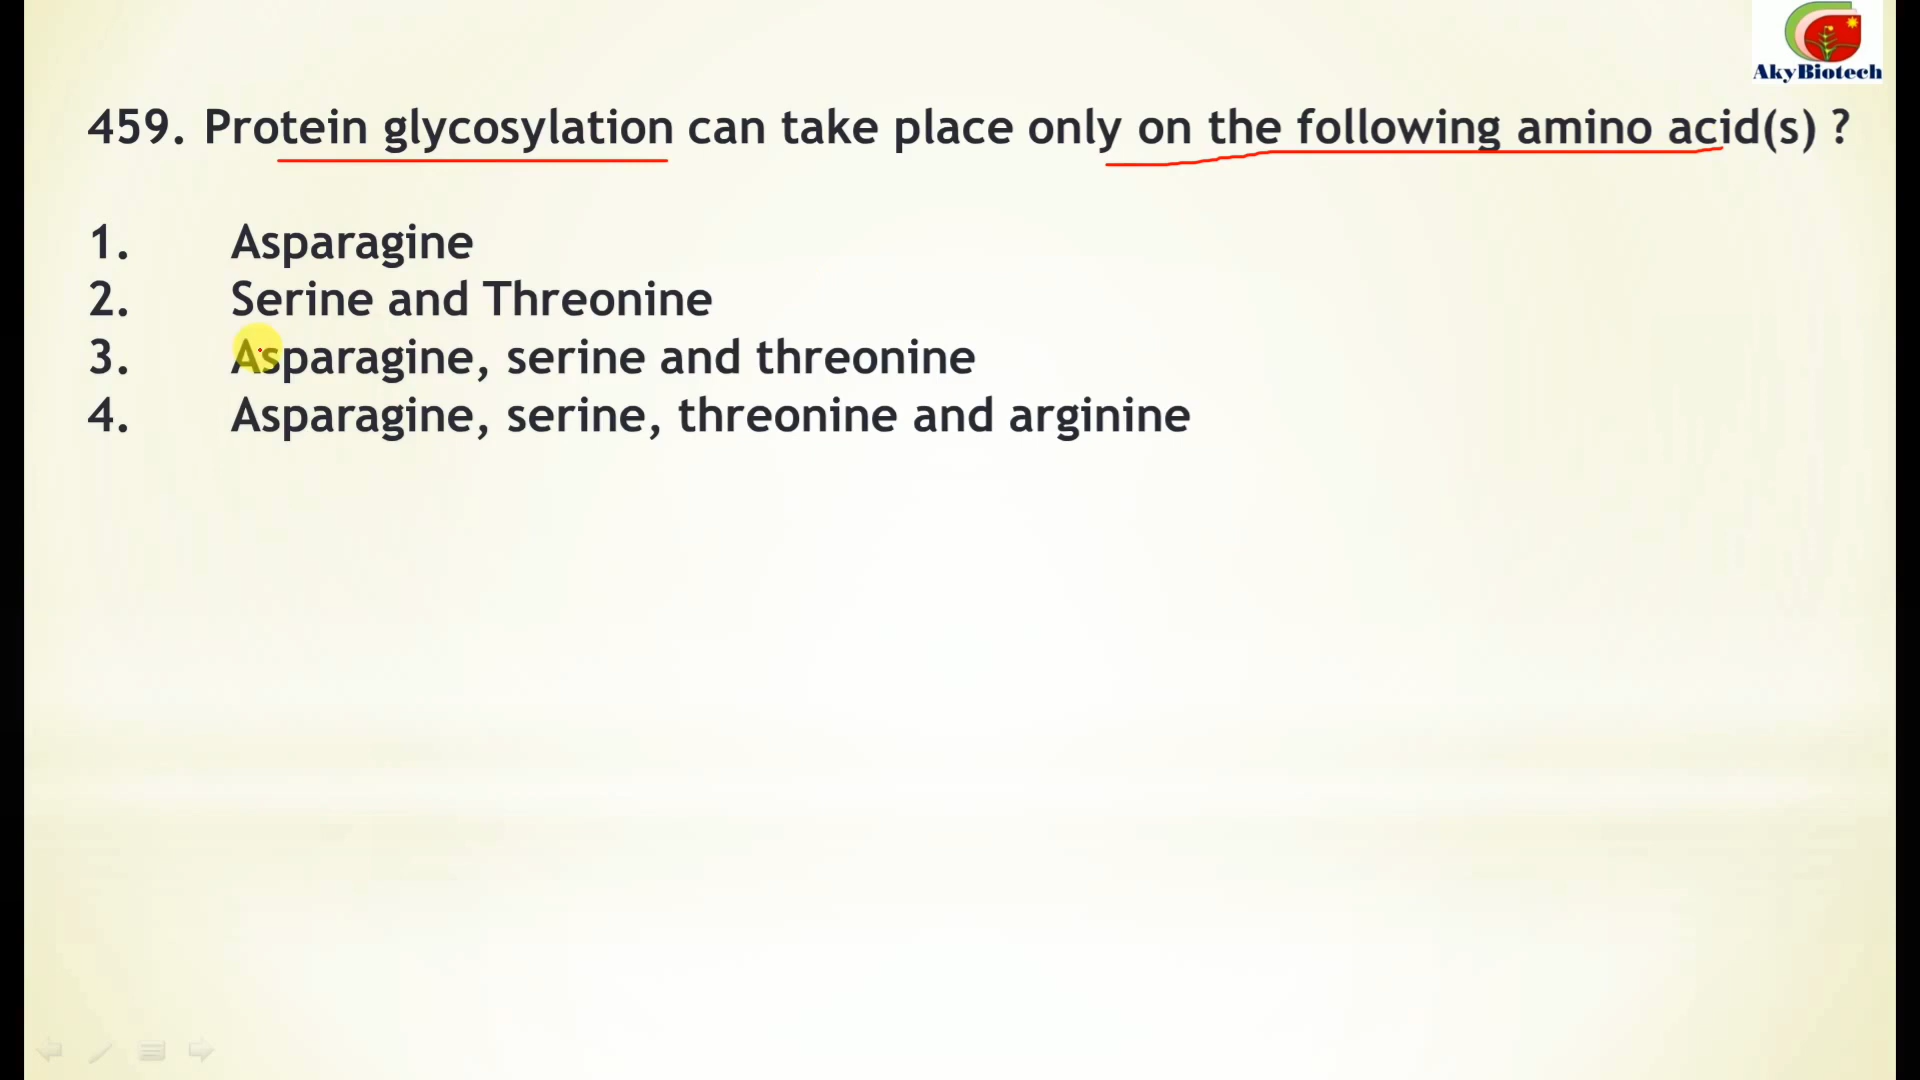 AkyBiotech
459. Protein glycosylation can take place only on the following amino acid(s) ?
1. Asparagine
2. Serine and Threonine
3. Asparagine, serine and threonine
4. Asparagine, serine, threonine and arginine